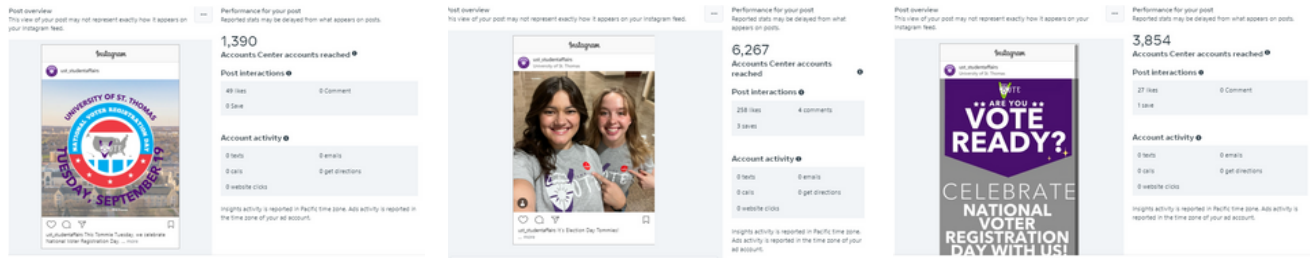 Post overview
This view of your post may not represent exactly how it appears on
your Instagram feed.
...
Instagram
ust_studentaffairs
UNIVERSITY OF ST. THOMAS
NATIONAL VOTER REGISTRATION DAY
TUESDAY, SEPTEMBER 19
ust_studentaffairs This Tommie Tuesday, we celebrate
National Voter Registration Day. ... more
Performance for your post
Reported stats may be delayed from what appears on posts.
1,390
Accounts Center accounts reached
Post interactions
49 likes
0 Comment
0 Save
Account activity
0 texts
0 emails
0 calls
0 get directions
0 website clicks
Insights activity is reported in Pacific time zone. Ads activity is reported in
the time zone of your ad account.
Post overview
This view of your post may not represent exactly how it appears on your Instagram
feed.
...
Instagram
ust_studentaffairs
University of St. Thomas
ust_studentaffairs It's Election Day Tommies!
... more
Performance for your post
Reported stats may be delayed from what
appears on posts.
6,267
Accounts Center accounts
reached
Post interactions
258 likes
4 comments
3 saves
Account activity
0 texts
0 emails
0 calls
0 get directions
0 website clicks
Insights activity is reported in Pacific time zone.
Ads activity is reported in the time zone of your
ad account.
Post overview
This view of your post may not represent exactly how it appears on your
Instagram feed.
...
Instagram
ust_studentaffairs
University of St. Thomas
VOTE
ARE YOU
VOTE
READY?
CELEBRATE
NATIONAL
VOTER
REGISTRATION
DAY WITH US!
Performance for your post
Reported stats may be delayed from what appears on posts.
3,854
Accounts Center accounts reached
Post interactions
27 likes
0 Comment
1 save
Account activity
0 texts
0 emails
0 calls
0 get directions
0 website clicks
Insights activity is reported in Pacific time zone. Ads activity is
reported in the time zone of your ad account.